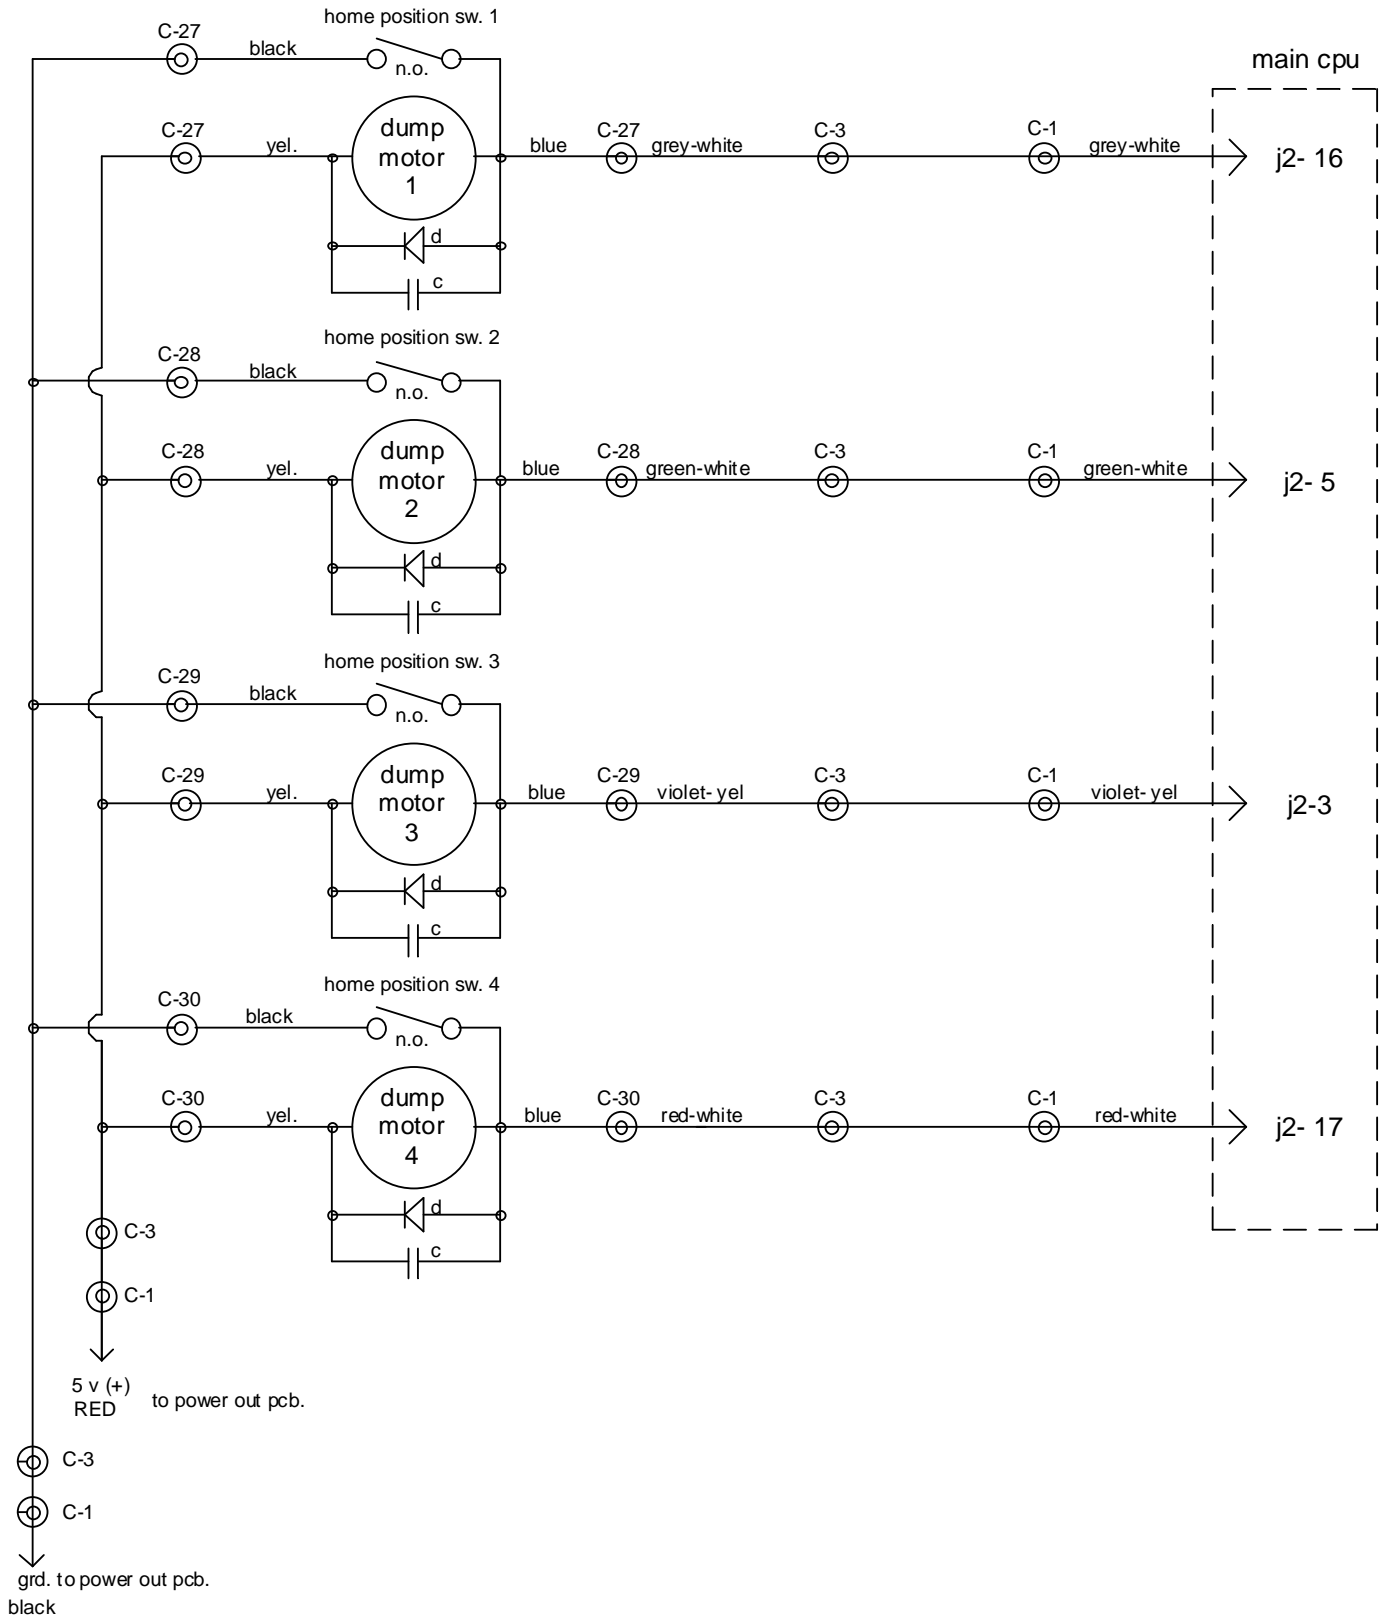 home position sw. 1
C-27
black
n.o.
main cpu
C-27
yel.
dump
motor
1
blue
C-27
grey-white
C-3
C-1
grey-white
j2- 16
d
c
home position sw. 2
C-28
black
n.o.
C-28
yel.
dump
motor
2
blue
C-28
green-white
C-3
C-1
green-white
j2- 5
d
c
home position sw. 3
C-29
black
n.o.
C-29
yel.
dump
motor
3
blue
C-29
violet- yel
C-3
C-1
violet- yel
j2-3
d
c
home position sw. 4
C-30
black
n.o.
C-30
yel.
dump
motor
4
blue
C-30
red-white
C-3
C-1
red-white
j2- 17
d
c
C-3
C-1
5 v (+)
RED
to power out pcb.
C-3
C-1
grd. to power out pcb.
black